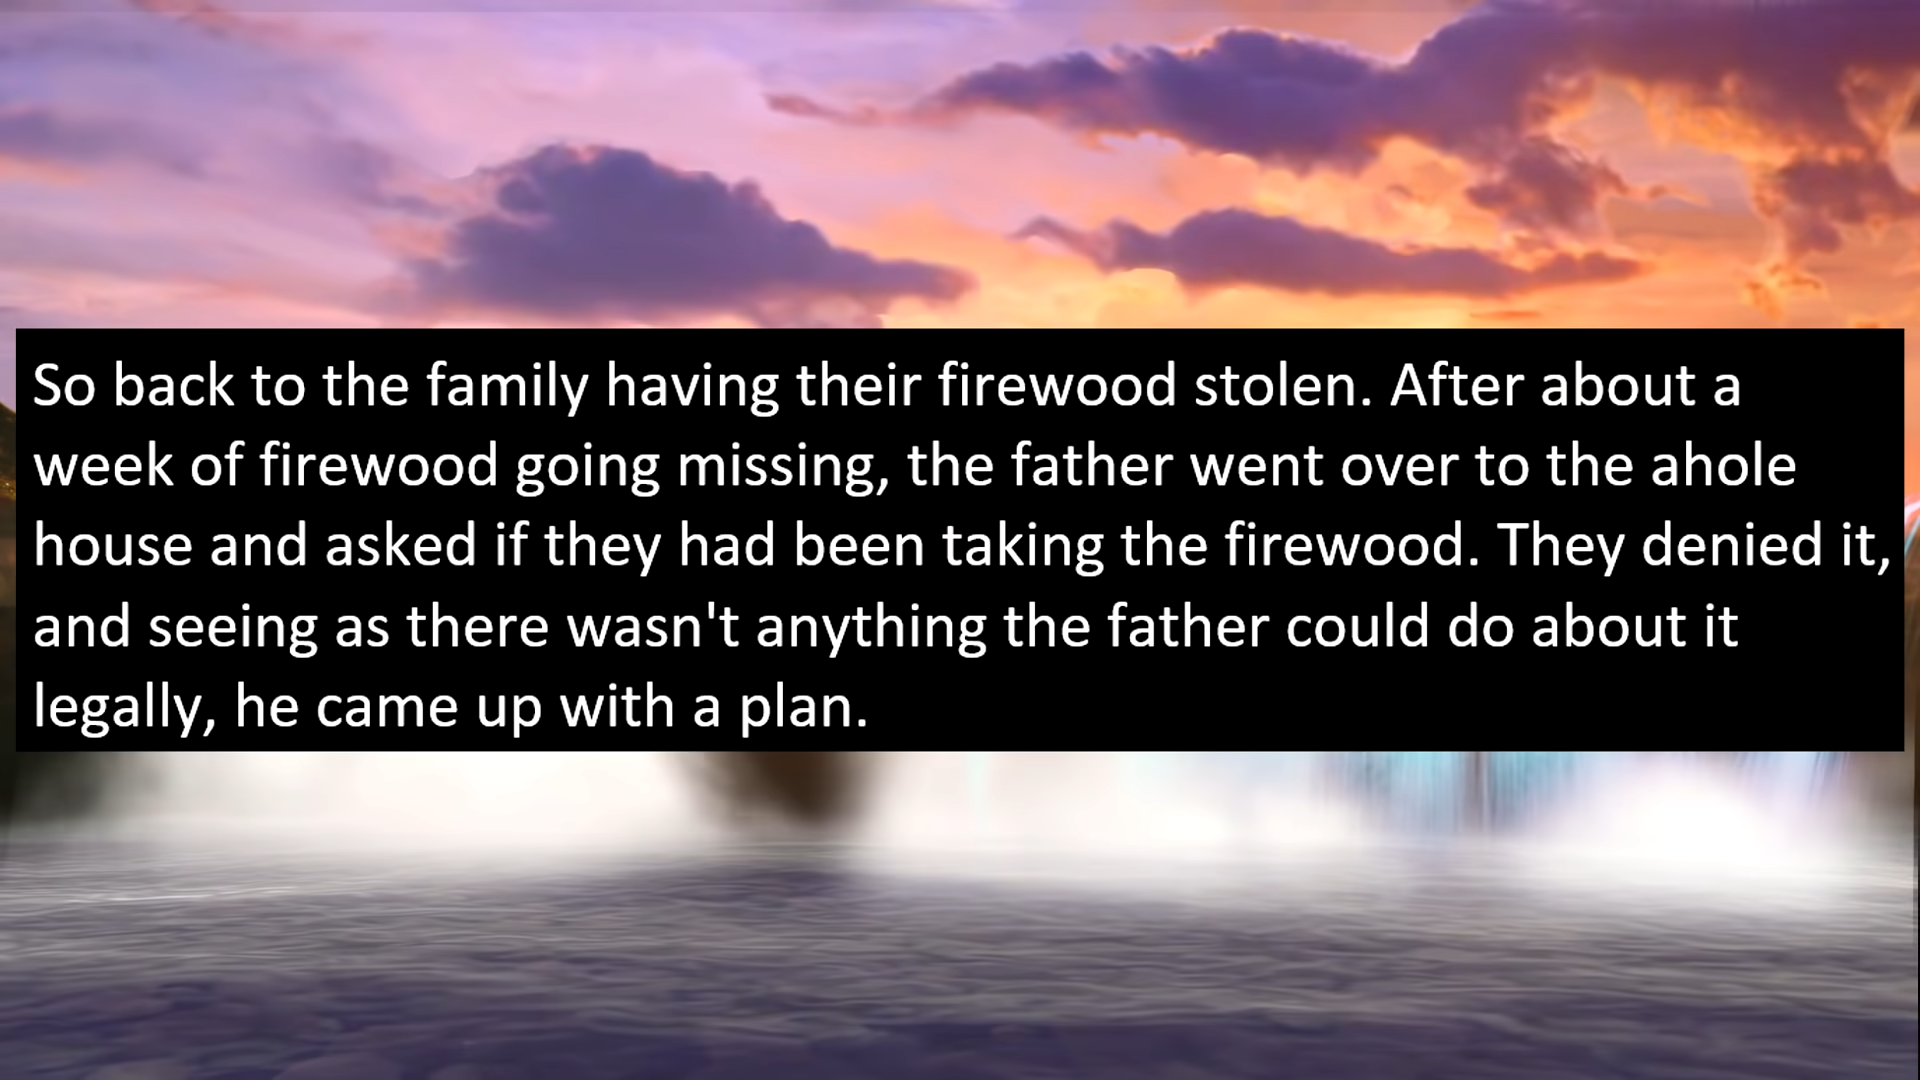 So back to the family having their firewood stolen. After about a
week of firewood going missing, the father went over to the ahole
house and asked if they had been taking the firewood. They denied it,
and seeing as there wasn't anything the father could do about it
legally, he came up with a plan.